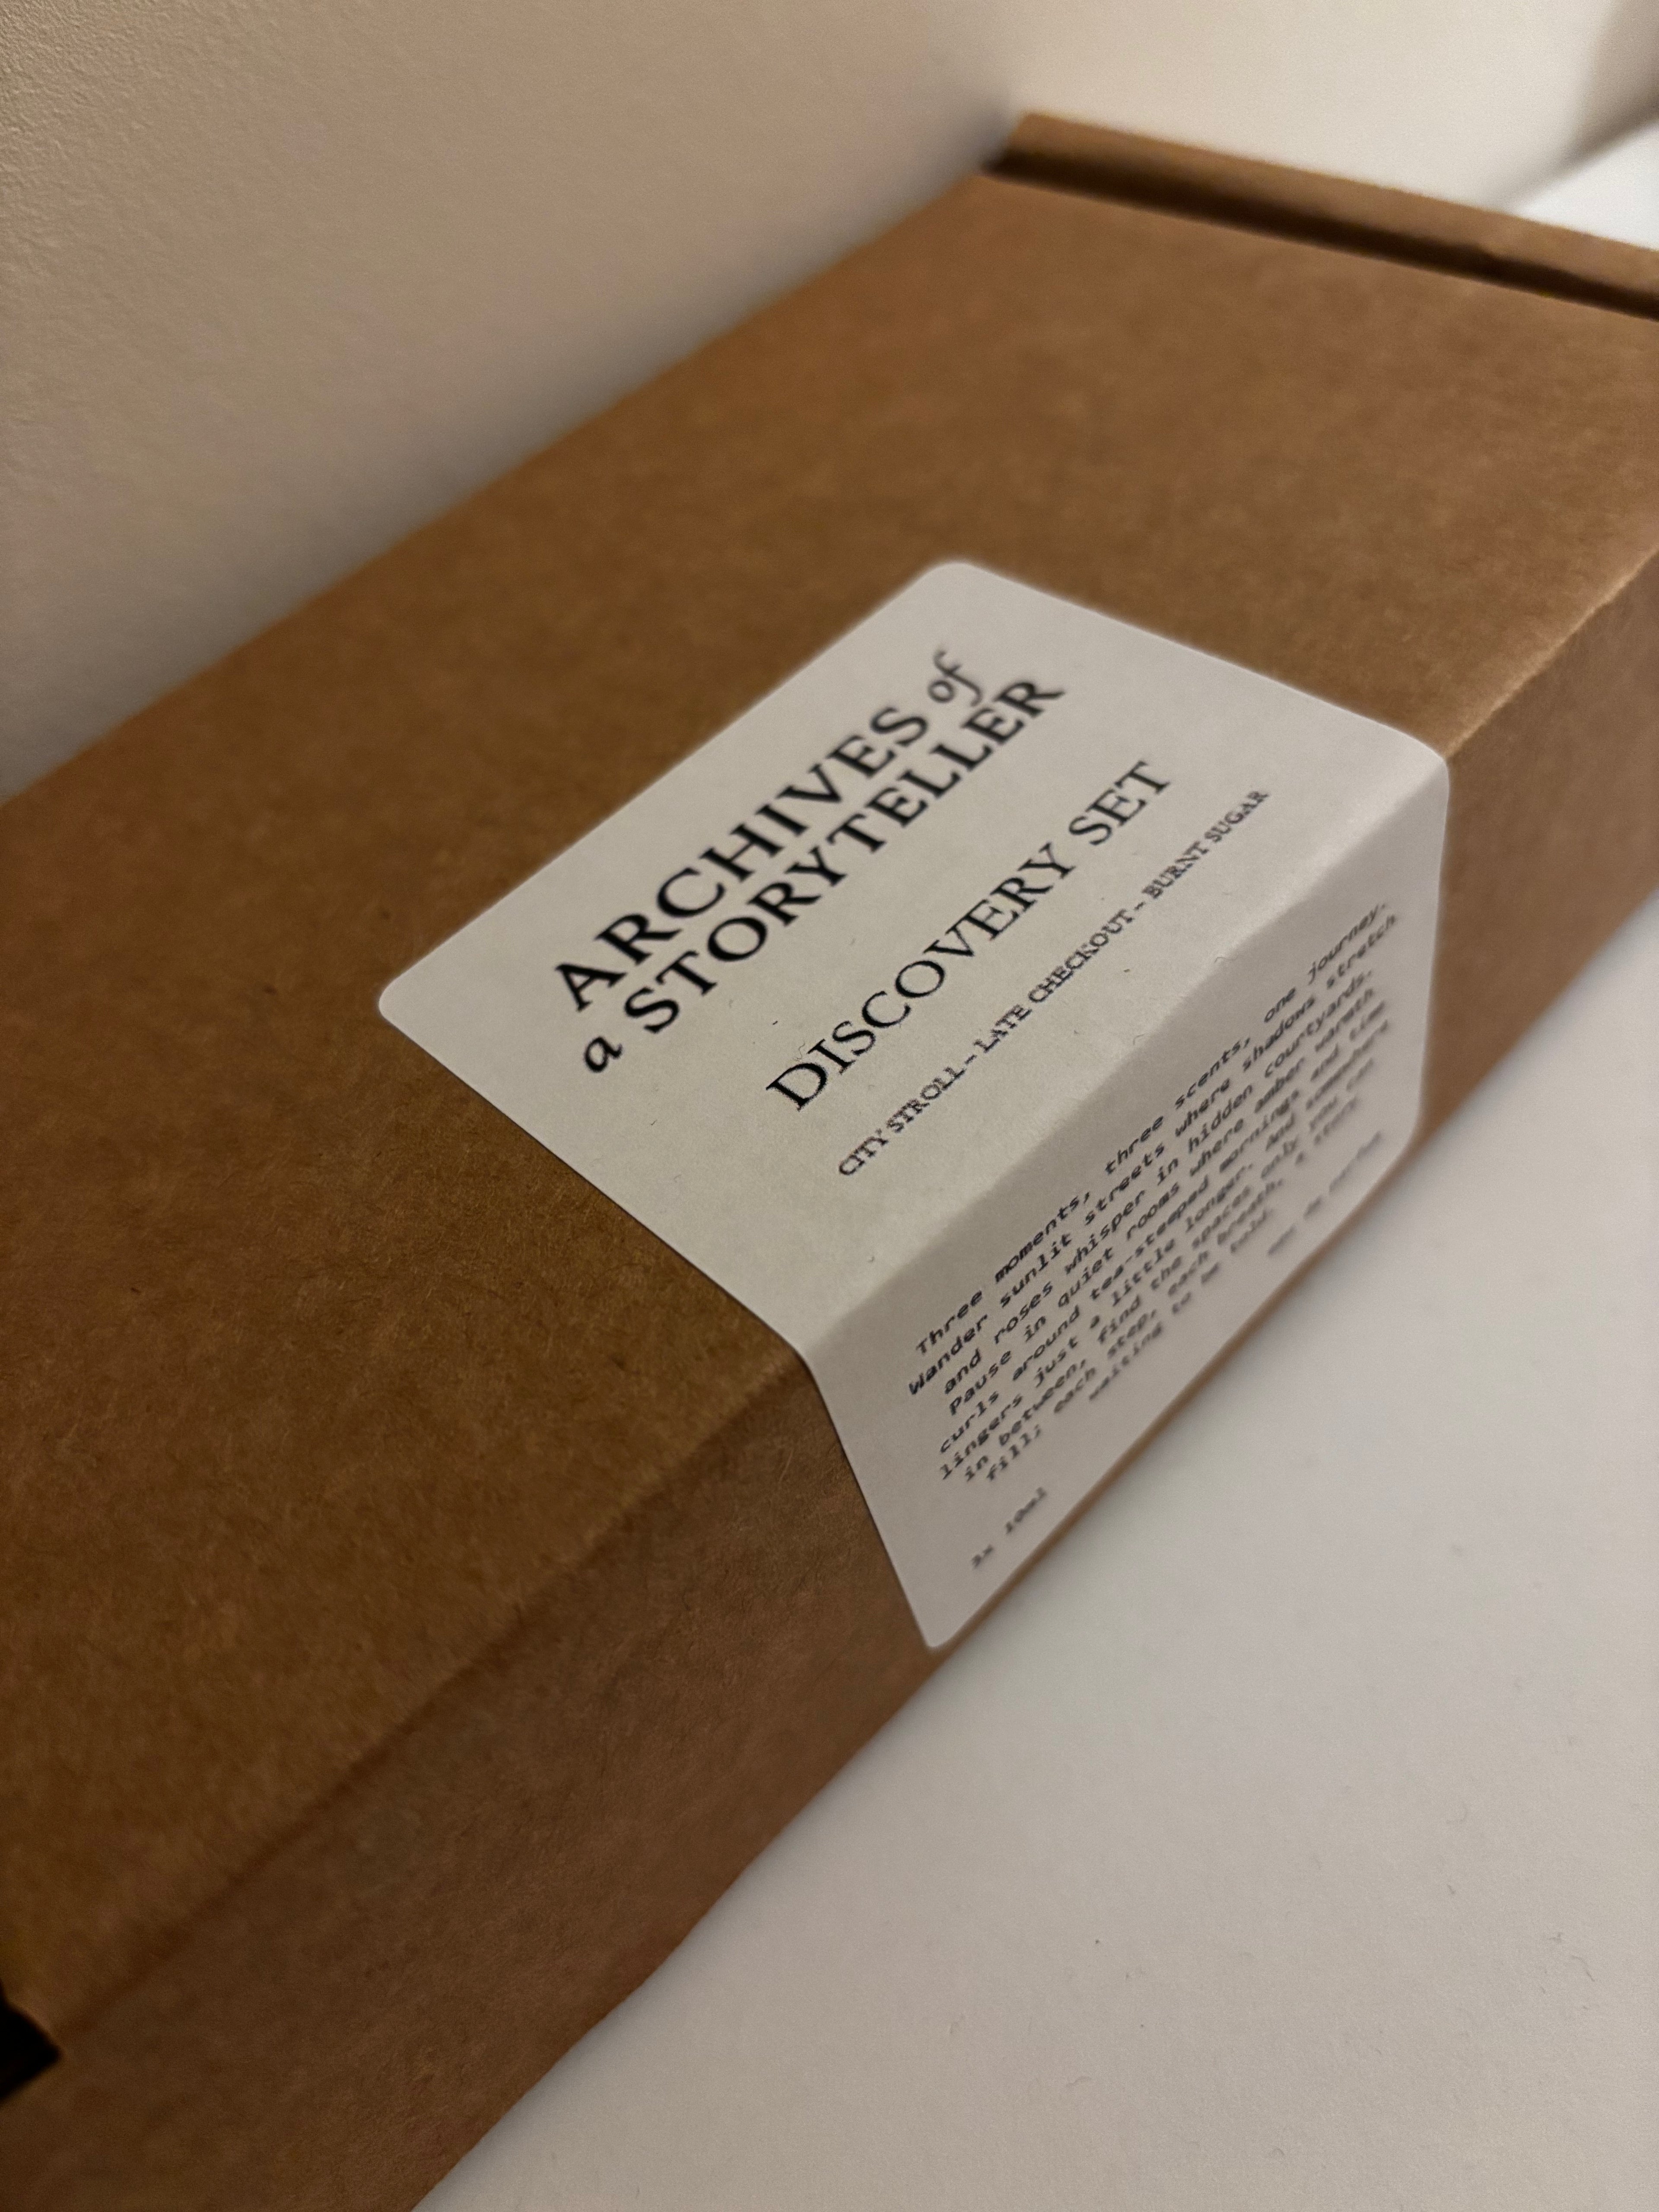 ARCHIVES of
a STORYTELLER
DISCOVERY SET
CITY STROLL ~ LATE CHECKOUT ~ BURNT SUGAR
Three moments, three scents, one journey.
Wander sunlit streets where shadows stretch
and roses whisper in hidden courtyards.
Pause in quiet rooms where amber warmth
curls around tea-steeped mornings and time
lingers just a little longer. And somewhere
in between, find the spaces only you can
fill; each step, each breath, a story
waiting to be told.
3x 10ml